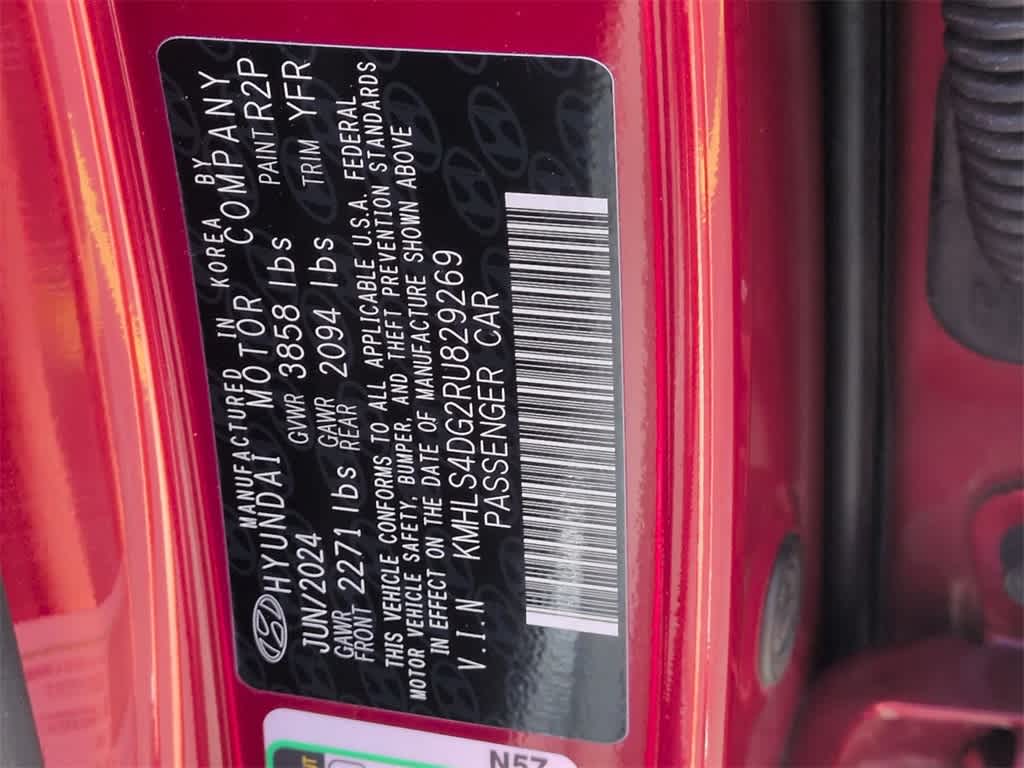 MANUFACTURED IN KOREA BY
HYUNDAI MOTOR COMPANY
JUN/2024 GVWR 3858 lbs PAINT R2P
GAWR FRONT 2271 lbs GAWR REAR 2094 lbs TRIM YFR
THIS VEHICLE CONFORMS TO ALL APPLICABLE U.S.A. FEDERAL
MOTOR VEHICLE SAFETY, BUMPER, AND THEFT PREVENTION STANDARDS
IN EFFECT ON THE DATE OF MANUFACTURE SHOWN ABOVE
V.I.N KMHLS4DG2RU829269
PASSENGER CAR
N57